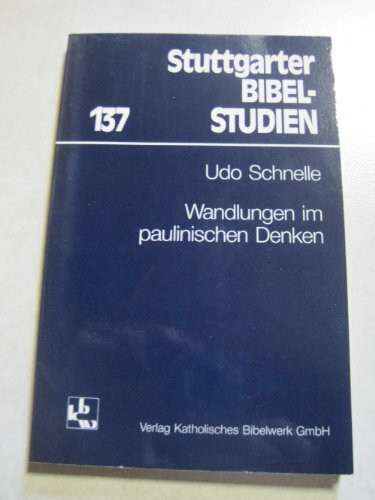 Stuttgarter
BIBEL-
137 STUDIEN
Udo Schnelle
Wandlungen im
paulinischen Denken
kbw
Verlag Katholisches Bibelwerk GmbH